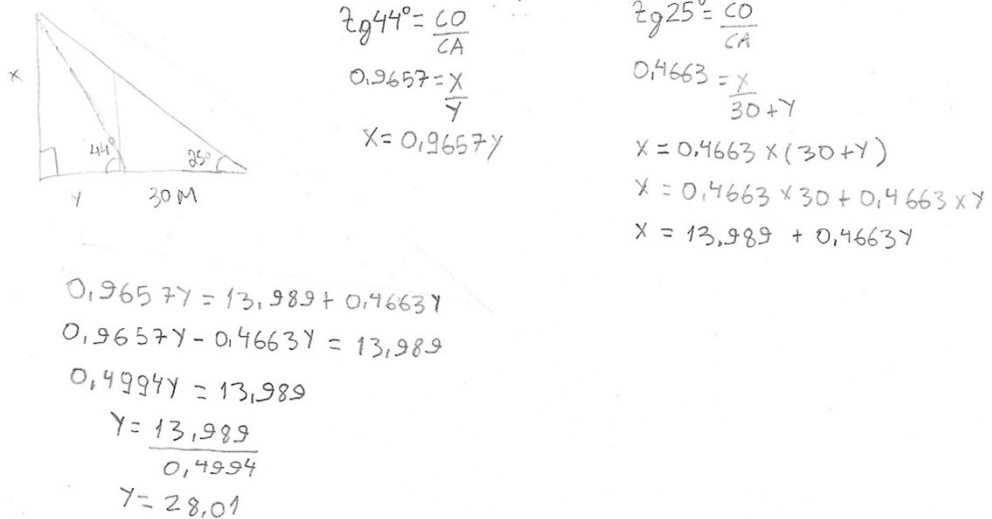 x
44°
25°
y
30 M
tg44° = CO
CA
0,9657 = x
y
x = 0,9657y
tg25° = CO
CA
0,4663 = x
30+y
x = 0,4663 x (30+y)
x = 0,4663 x 30 + 0,4663 x y
x = 13,989 + 0,4663y
0,9657y = 13,989 + 0,4663y
0,9657y - 0,4663y = 13,989
0,4994y = 13,989
y = 13,989
0,4994
y = 28,01